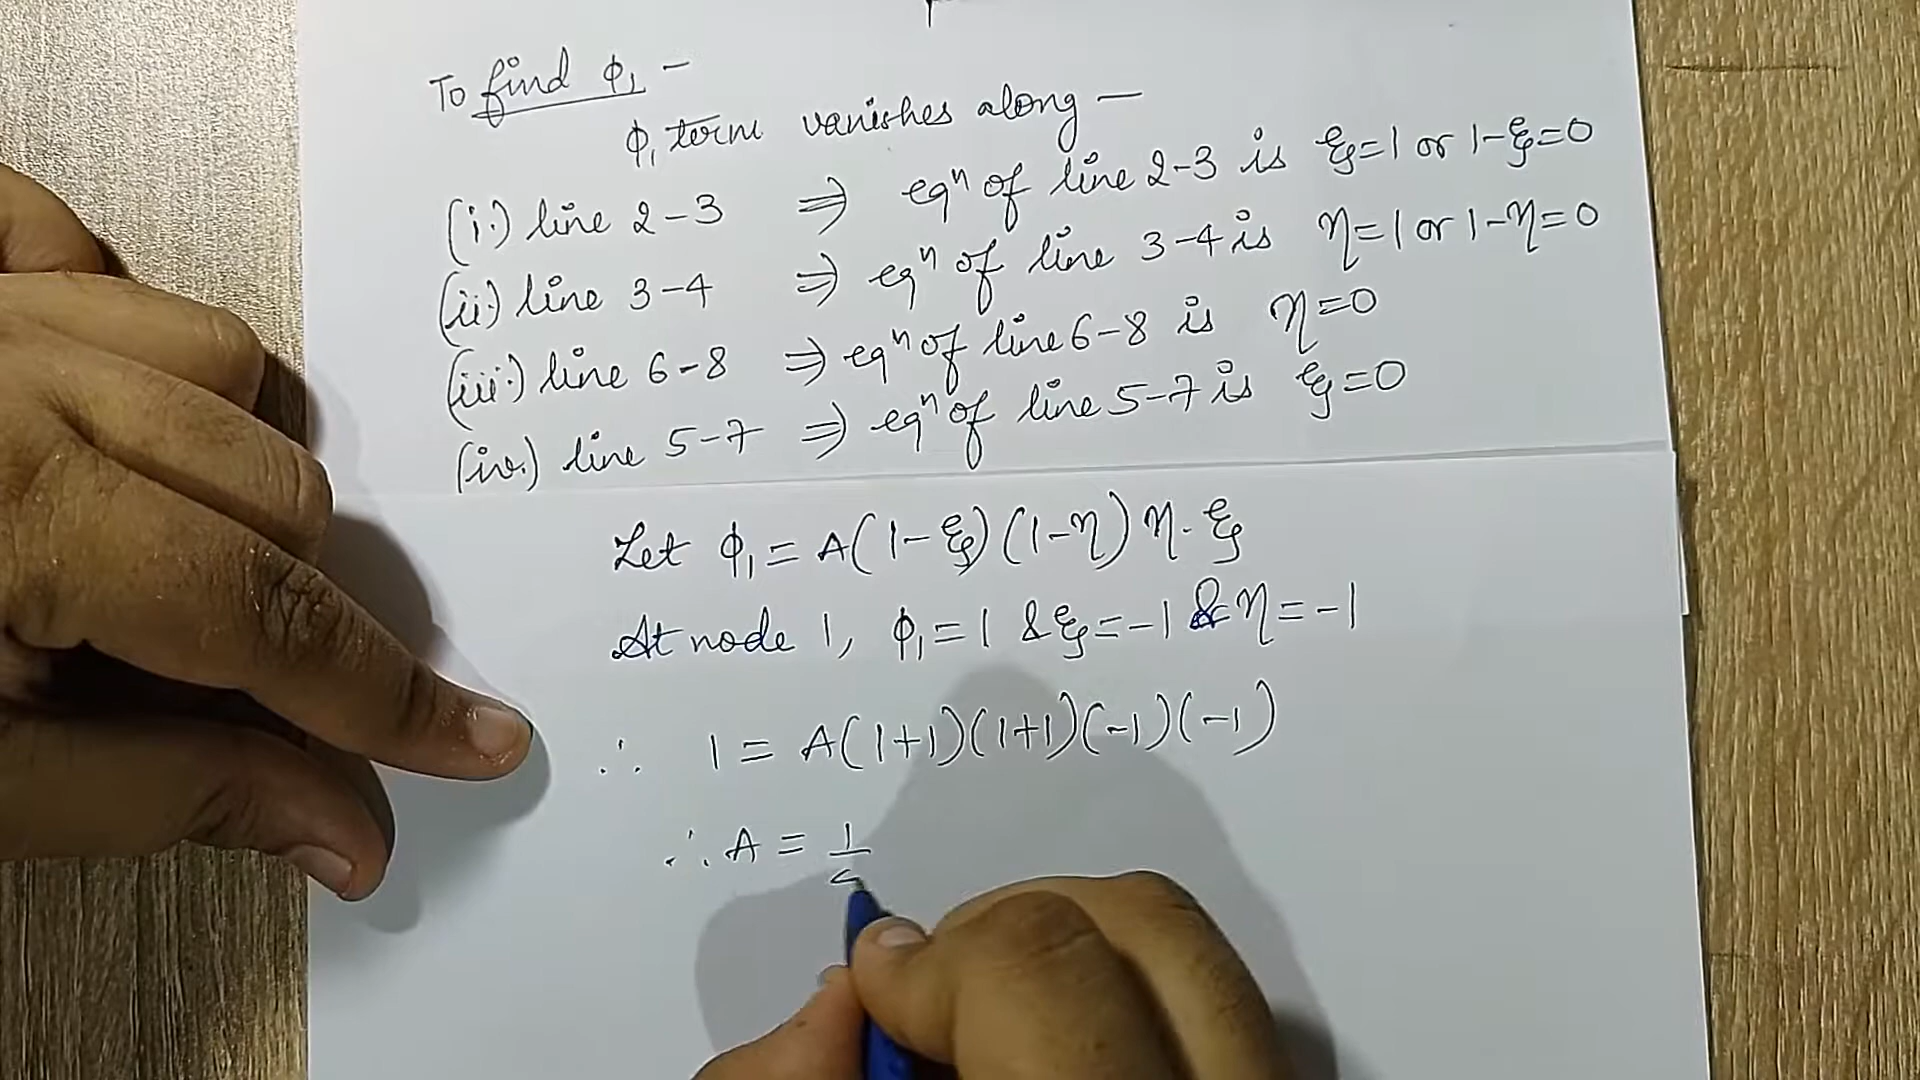 To find ϕ₁ –
ϕ₁ term vanishes along —
(i.) line 2-3 ⇒ eqⁿ of line 2-3 is ξ=1 or 1-ξ=0
(ii.) line 3-4 ⇒ eqⁿ of line 3-4 is η=1 or 1-η=0
(iii.) line 6-8 ⇒ eqⁿ of line 6-8 is η=0
(iv.) line 5-7 ⇒ eqⁿ of line 5-7 is ξ=0
Let ϕ₁ = A(1-ξ)(1-η) η·ξ
At node 1, ϕ₁ = 1 & ξ = -1 & η = -1
∴ 1 = A(1+1)(1+1)(-1)(-1)
∴ A = 1/